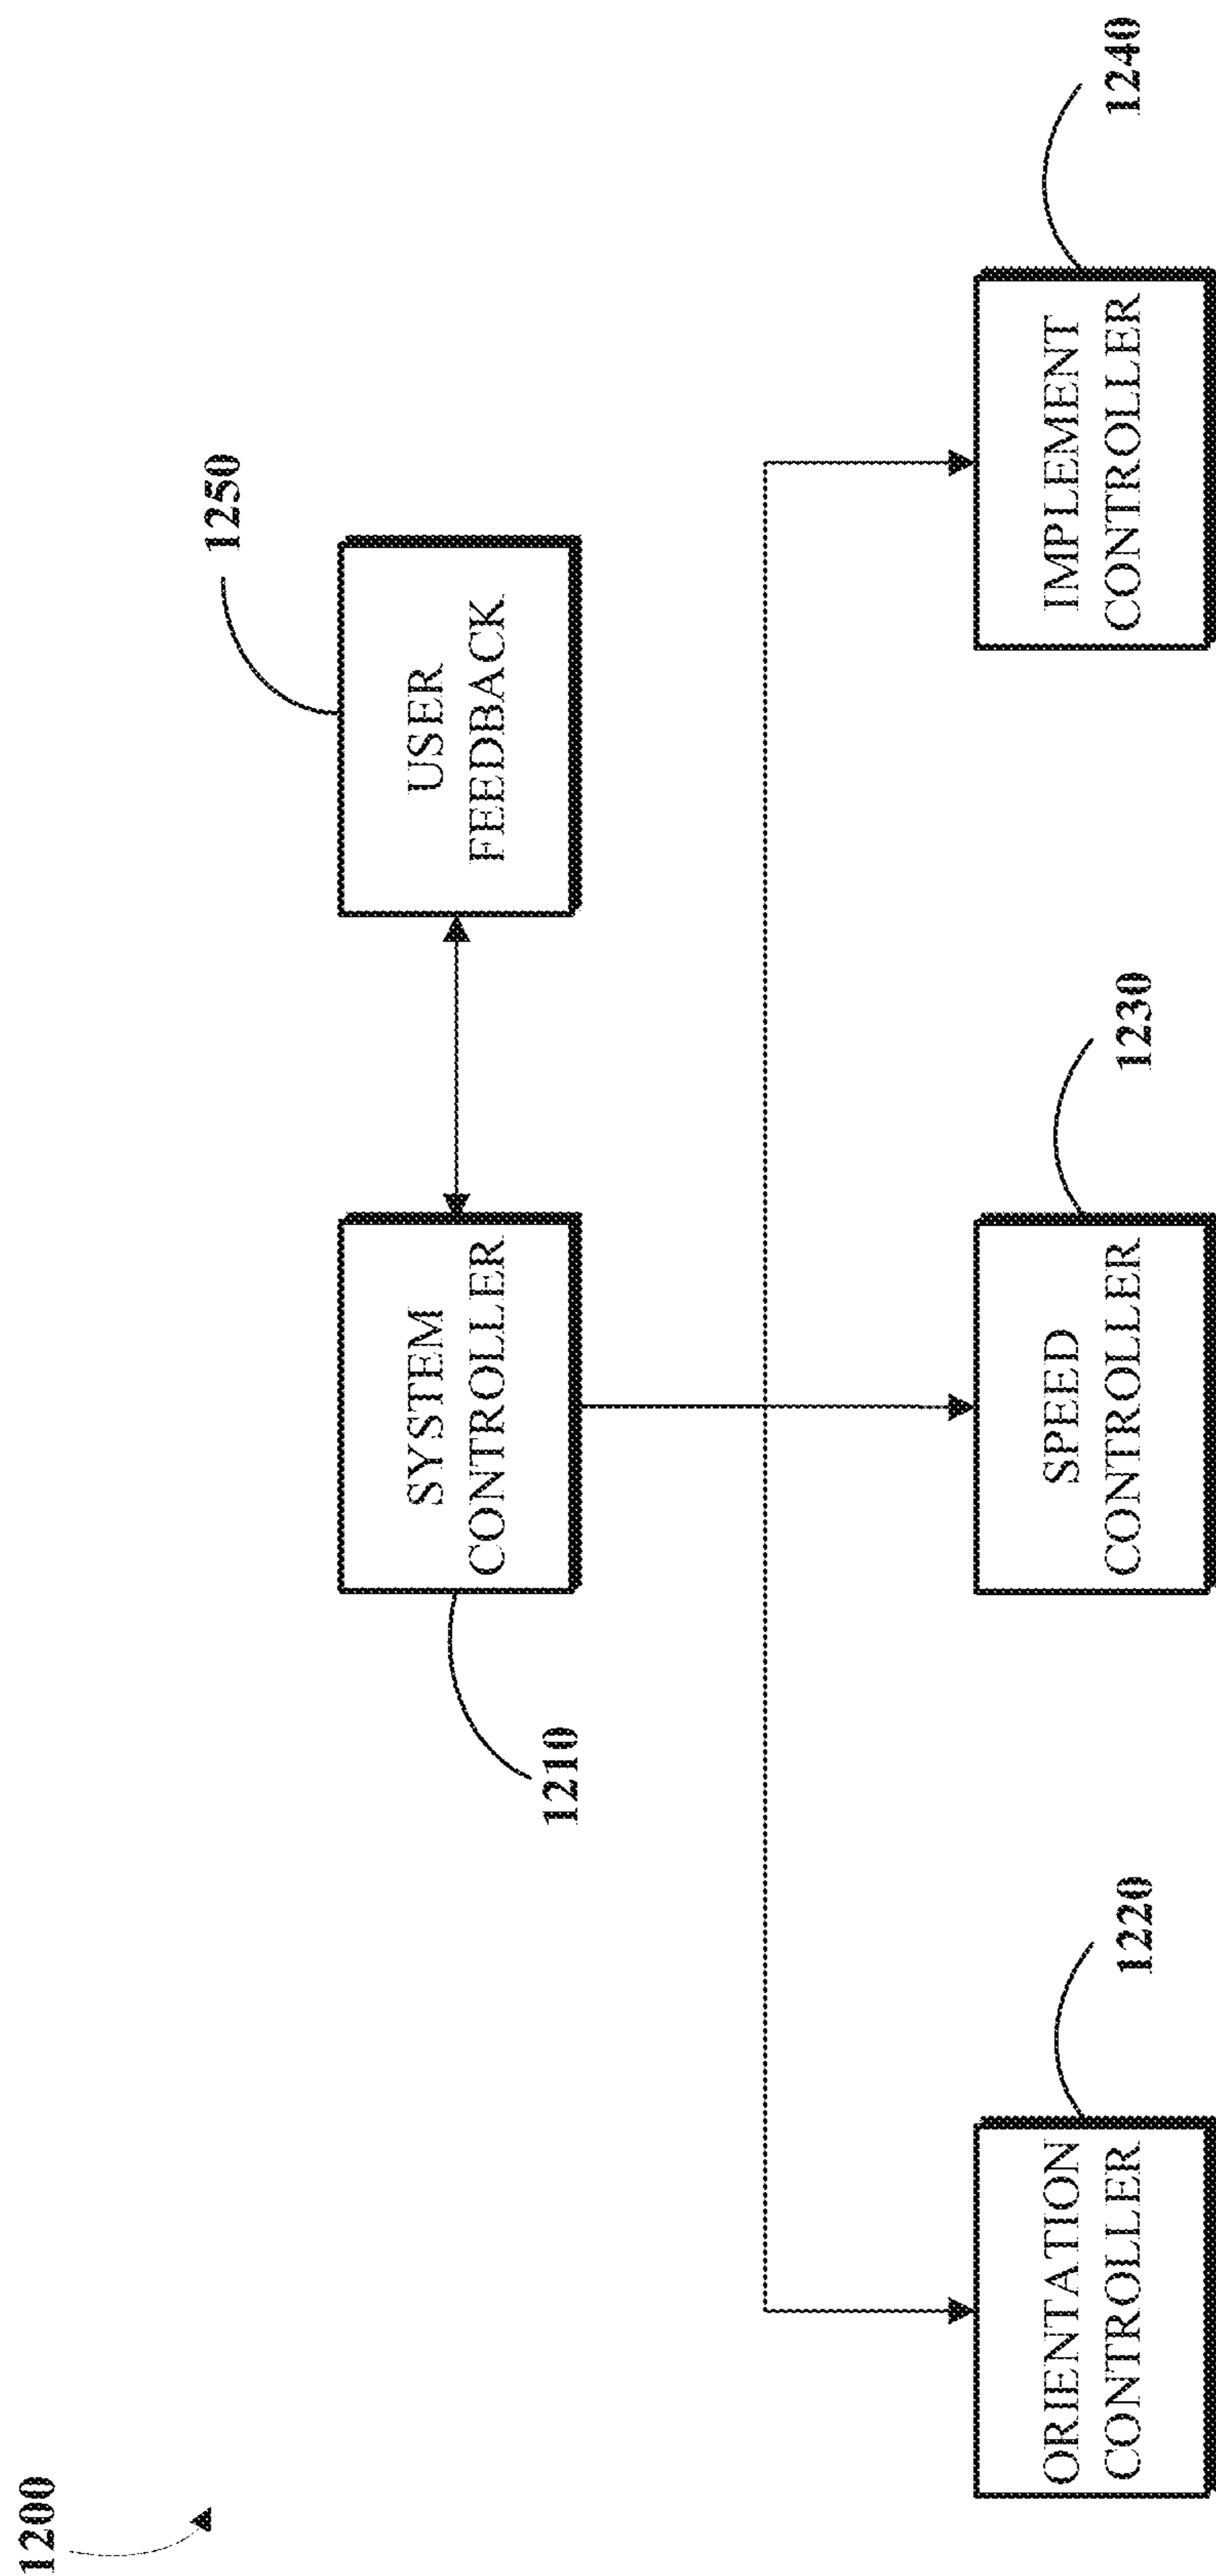 1200
1250
SYSTEM
CONTROLLER
USER
FEEDBACK
1210
1220
1230
1240
ORIENTATION
CONTROLLER
SPEED
CONTROLLER
IMPLEMENT
CONTROLLER